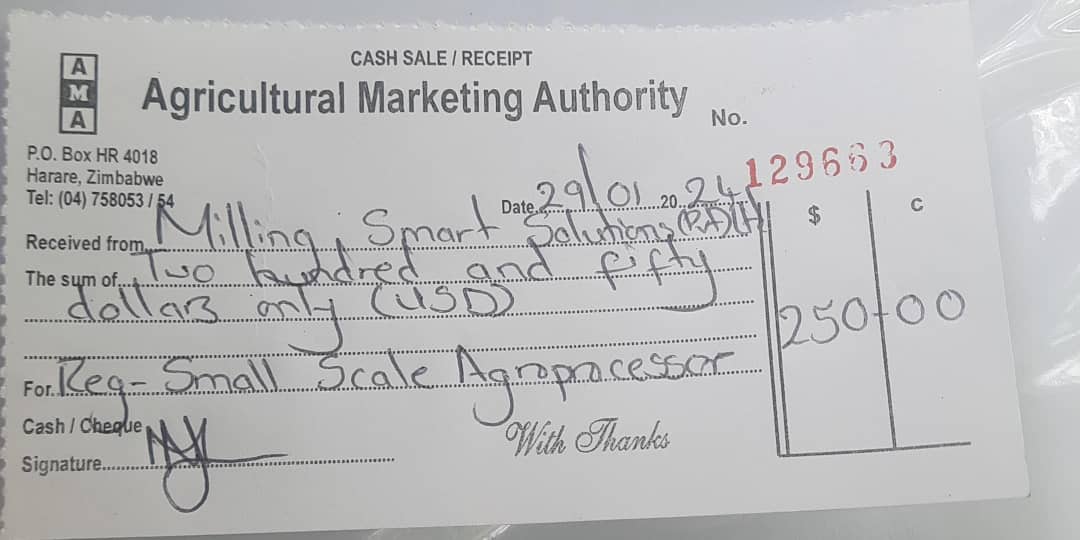 CASH SALE / RECEIPT
A
M
A
Agricultural Marketing Authority
No.
129663
P.O. Box HR 4018
Harare, Zimbabwe
Tel: (04) 758053 / 54
Date 29/01 20 24
$ C
Received from Milling Smart Solutions
The sum of Two hundred and fifty
dollars only (USD)
250 00
For Reg - Small Scale Agroprocessor
Cash / Cheque
With Thanks
Signature